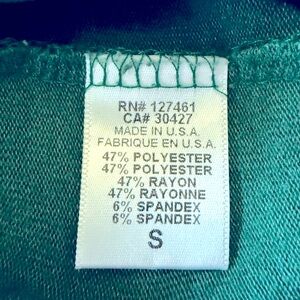 RN# 127461
CA# 30427
MADE IN U.S.A.
FABRIQUE EN U.S.A.
47% POLYESTER
47% POLYESTER
47% RAYON
47% RAYONNE
6% SPANDEX
6% SPANDEX
S